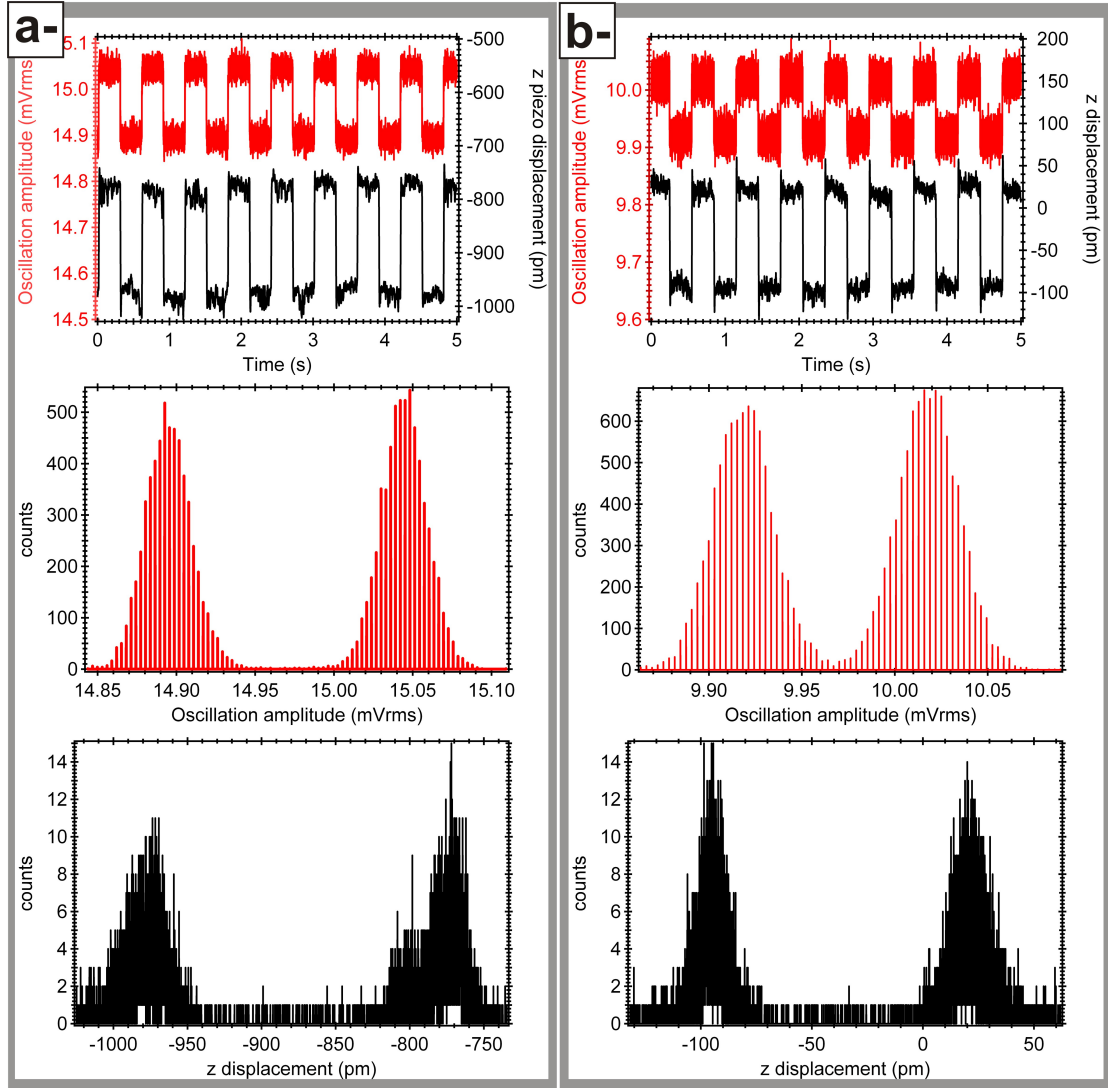 a-
Oscillation amplitude (mVrms)
15.1
15.0
14.9
14.8
14.7
14.6
14.5
-500
-600
-700
-800
-900
-1000
z piezo displacement (pm)
0 1 2 3 4 5
Time (s)
counts
500
400
300
200
100
0
14.85 14.90 14.95 15.00 15.05 15.10
Oscillation amplitude (mVrms)
counts
14
12
10
8
6
4
2
0
-1000 -950 -900 -850 -800 -750
z displacement (pm)
b-
Oscillation amplitude (mVrms)
10.0
9.9
9.8
9.7
9.6
200
150
100
50
0
-50
-100
z displacement (pm)
0 1 2 3 4 5
Time (s)
counts
600
500
400
300
200
100
0
9.90 9.95 10.00 10.05
Oscillation amplitude (mVrms)
counts
14
12
10
8
6
4
2
0
-100 -50 0 50
z displacement (pm)